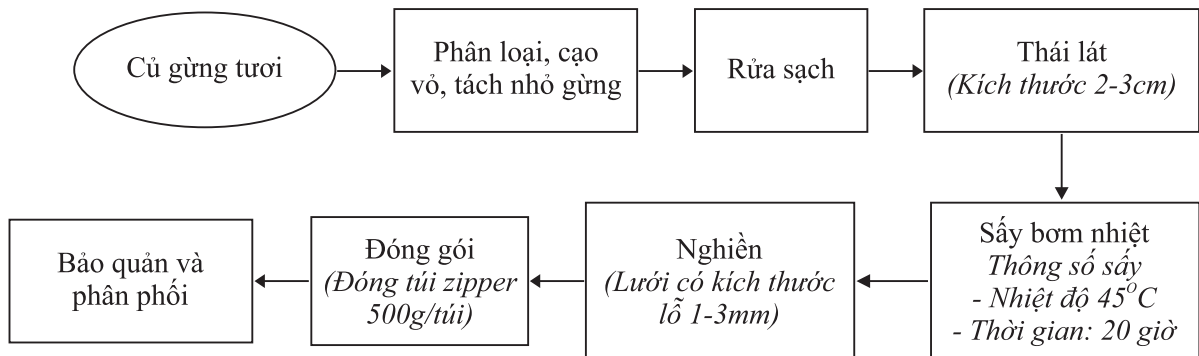 Củ gừng tươi
Phân loại, cạo
vỏ, tách nhỏ gừng
Rửa sạch
Thái lát
(Kích thước 2-3cm)
Sấy bơm nhiệt
Thông số sấy
- Nhiệt độ 45°C
- Thời gian: 20 giờ
Nghiền
(Lưới có kích thước
lỗ 1-3mm)
Đóng gói
(Đóng túi zipper
500g/túi)
Bảo quản và
phân phối